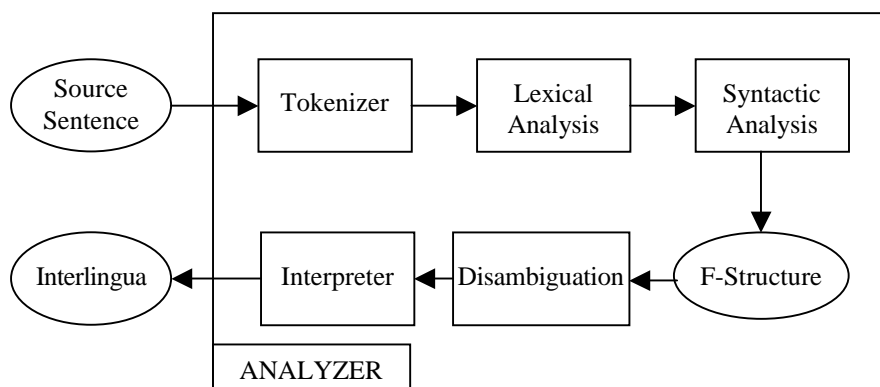 Source
Sentence
Tokenizer
Lexical
Analysis
Syntactic
Analysis
Interlingua
Interpreter
Disambiguation
F-Structure
ANALYZER